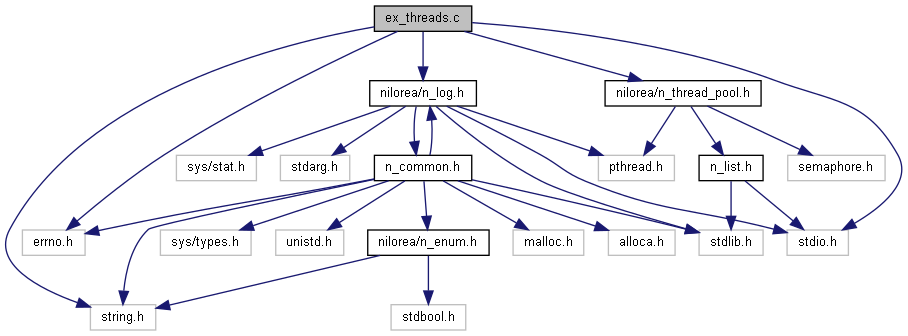 ex_threads.c
nilorea/n_log.h
nilorea/n_thread_pool.h
sys/stat.h
stdarg.h
n_common.h
pthread.h
n_list.h
semaphore.h
errno.h
sys/types.h
unistd.h
nilorea/n_enum.h
malloc.h
alloca.h
stdlib.h
stdio.h
string.h
stdbool.h